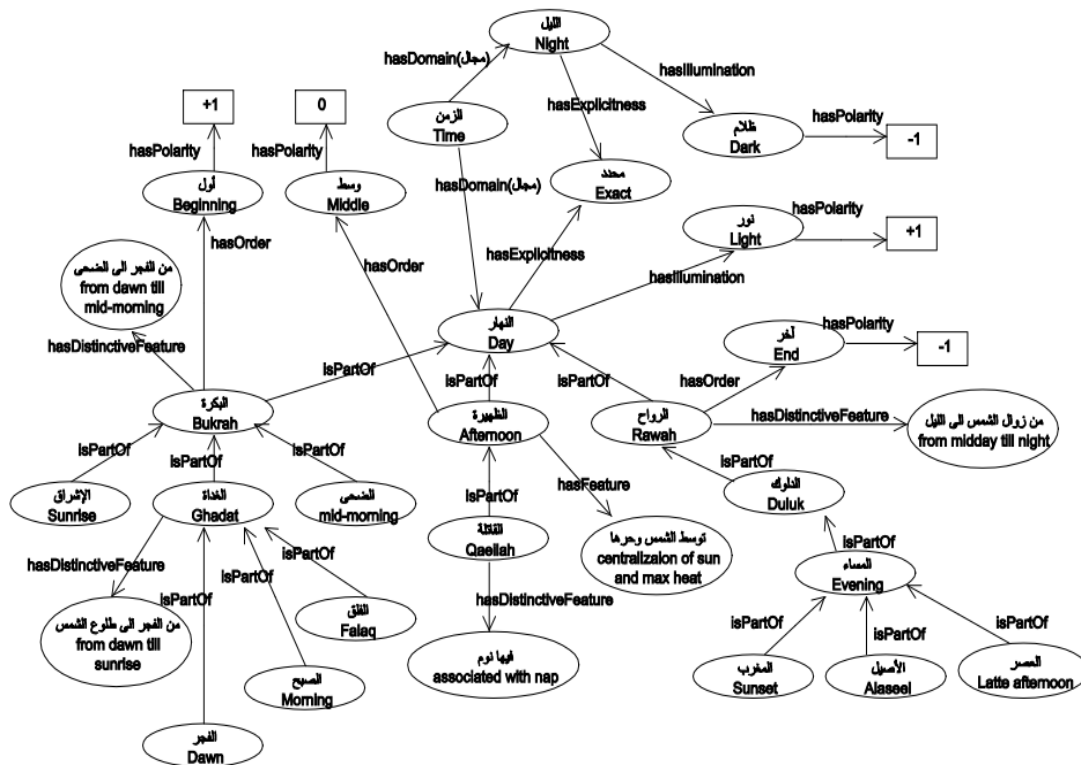 الليل
Night
hasDomain(مجال)
hasIllumination
+1
0
الزمن
Time
hasExplicitness
hasPolarity
ظلام
Dark
-1
hasPolarity
hasPolarity
أول
Beginning
وسط
Middle
hasDomain(مجال)
محدد
Exact
نور
Light
hasPolarity
+1
hasOrder
hasOrder
hasExplicitness
hasIllumination
من الفجر الى الضحى
from dawn till
mid-morning
النهار
Day
hasDistinctiveFeature
أخر
End
hasPolarity
-1
isPartOf
isPartOf
isPartOf
hasOrder
البكرة
Bukrah
الظهيرة
Afternoon
الرواح
Rawah
hasDistinctiveFeature
من زوال الشمس الى الليل
from midday till night
isPartOf
isPartOf
isPartOf
isPartOf
الإشراق
Sunrise
الغداة
Ghadat
الضحى
mid-morning
isPartOf
hasFeature
الدلوك
Duluk
القائلة
Qaellah
توسط الشمس وحرها
centralizaion of sun
and max heat
isPartOf
hasDistinctiveFeature
isPartOf
isPartOf
isPartOf
المساء
Evening
من الفجر الى طلوع الشمس
from dawn till
sunrise
الفلق
Falaq
hasDistinctiveFeature
isPartOf
isPartOf
isPartOf
فيها نوم
associated with nap
الصبح
Morning
المغرب
Sunset
الأصيل
Alaseel
العصر
Latte afternoon
الفجر
Dawn